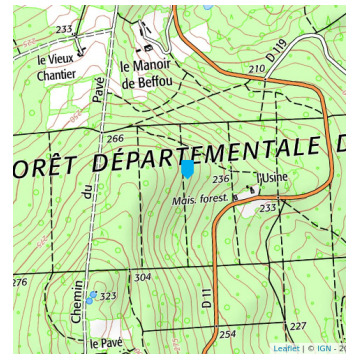 233
le Vieux
Chantier
le Manoir
de Beffou
D 119
210
Pavé
266
ORÊT DÉPARTEMENTALE D
236
l'Usine
Mais. forest.
233
du
276
304
Chemin
323
D 11
227
254
le Pavé
Leaflet | © IGN - 20